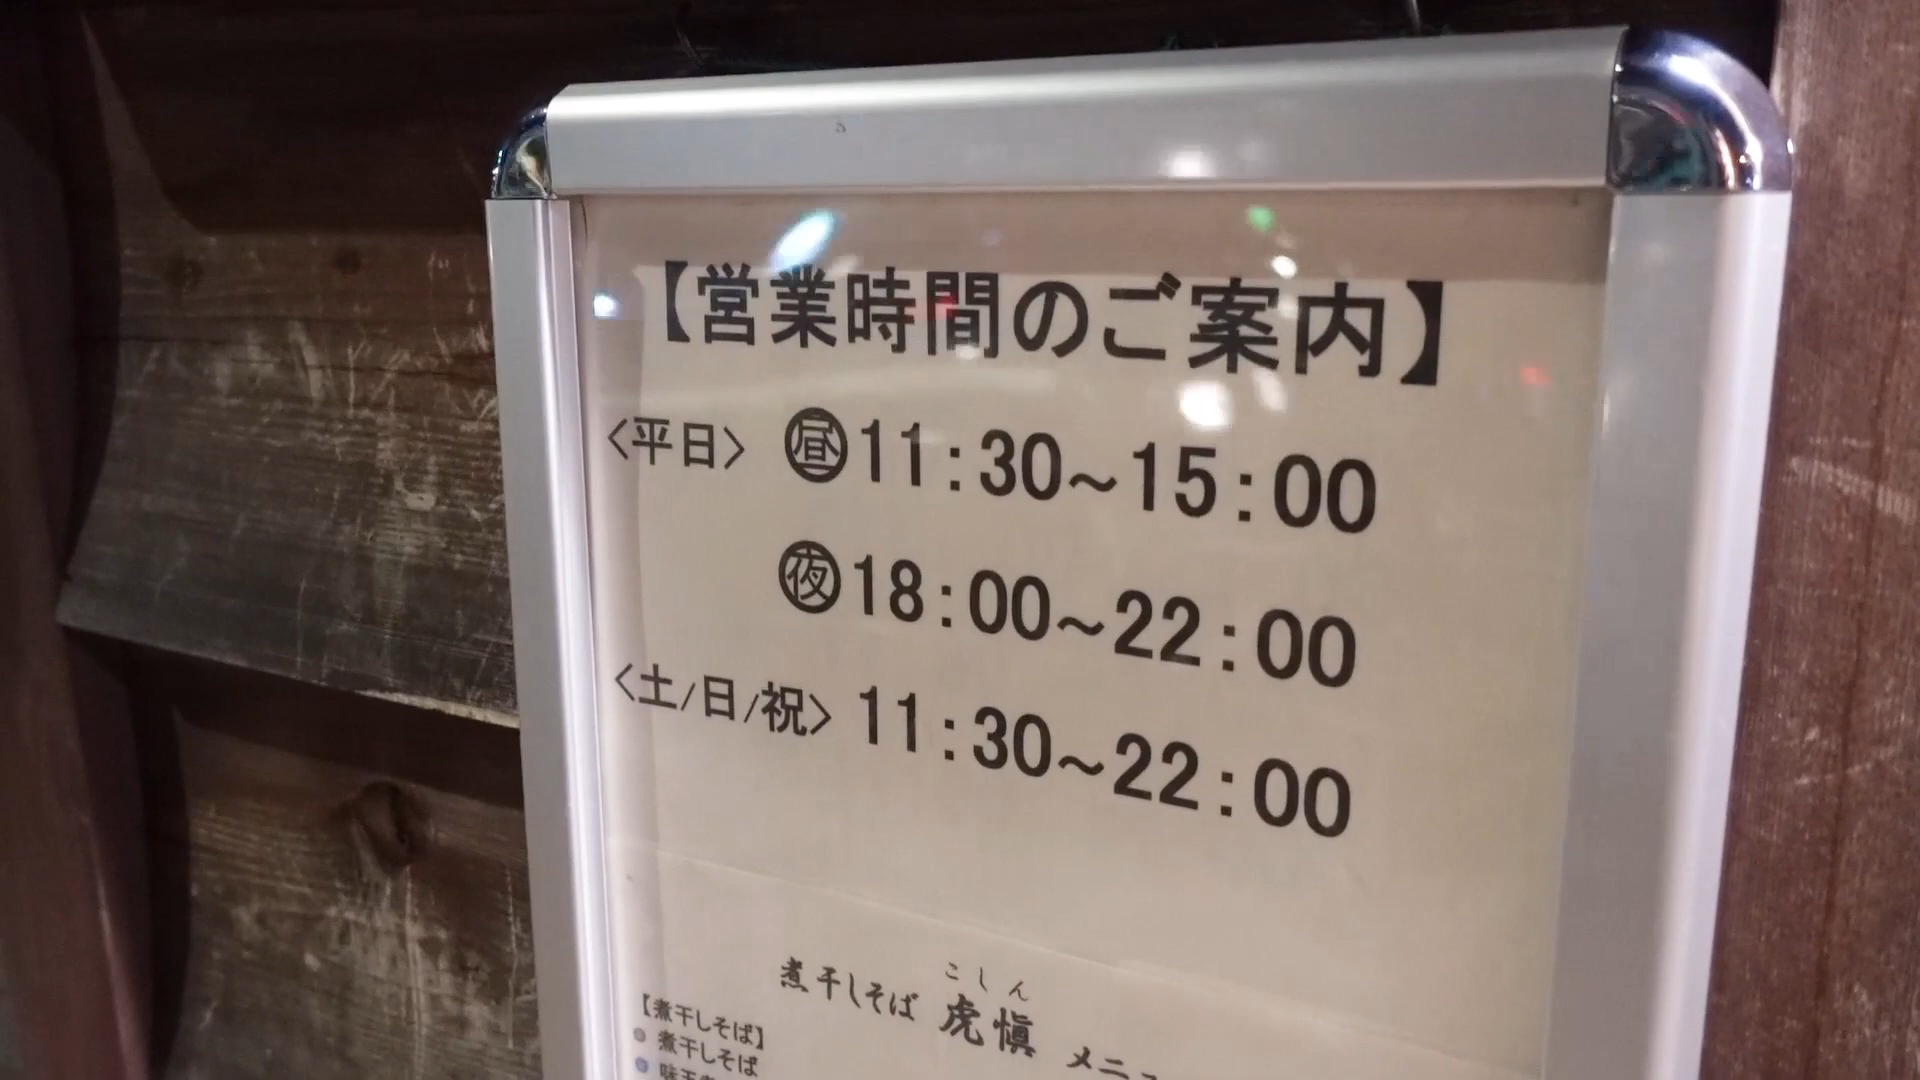 【営業時間のご案内】
<平日> ㊐昼11:30~15:00
夜18:00~22:00
<土/日/祝> 11:30~22:00
こしん
煮干しそば 虎愼 メニュ
【煮干しそば】
● 煮干しそば
● 味玉煮